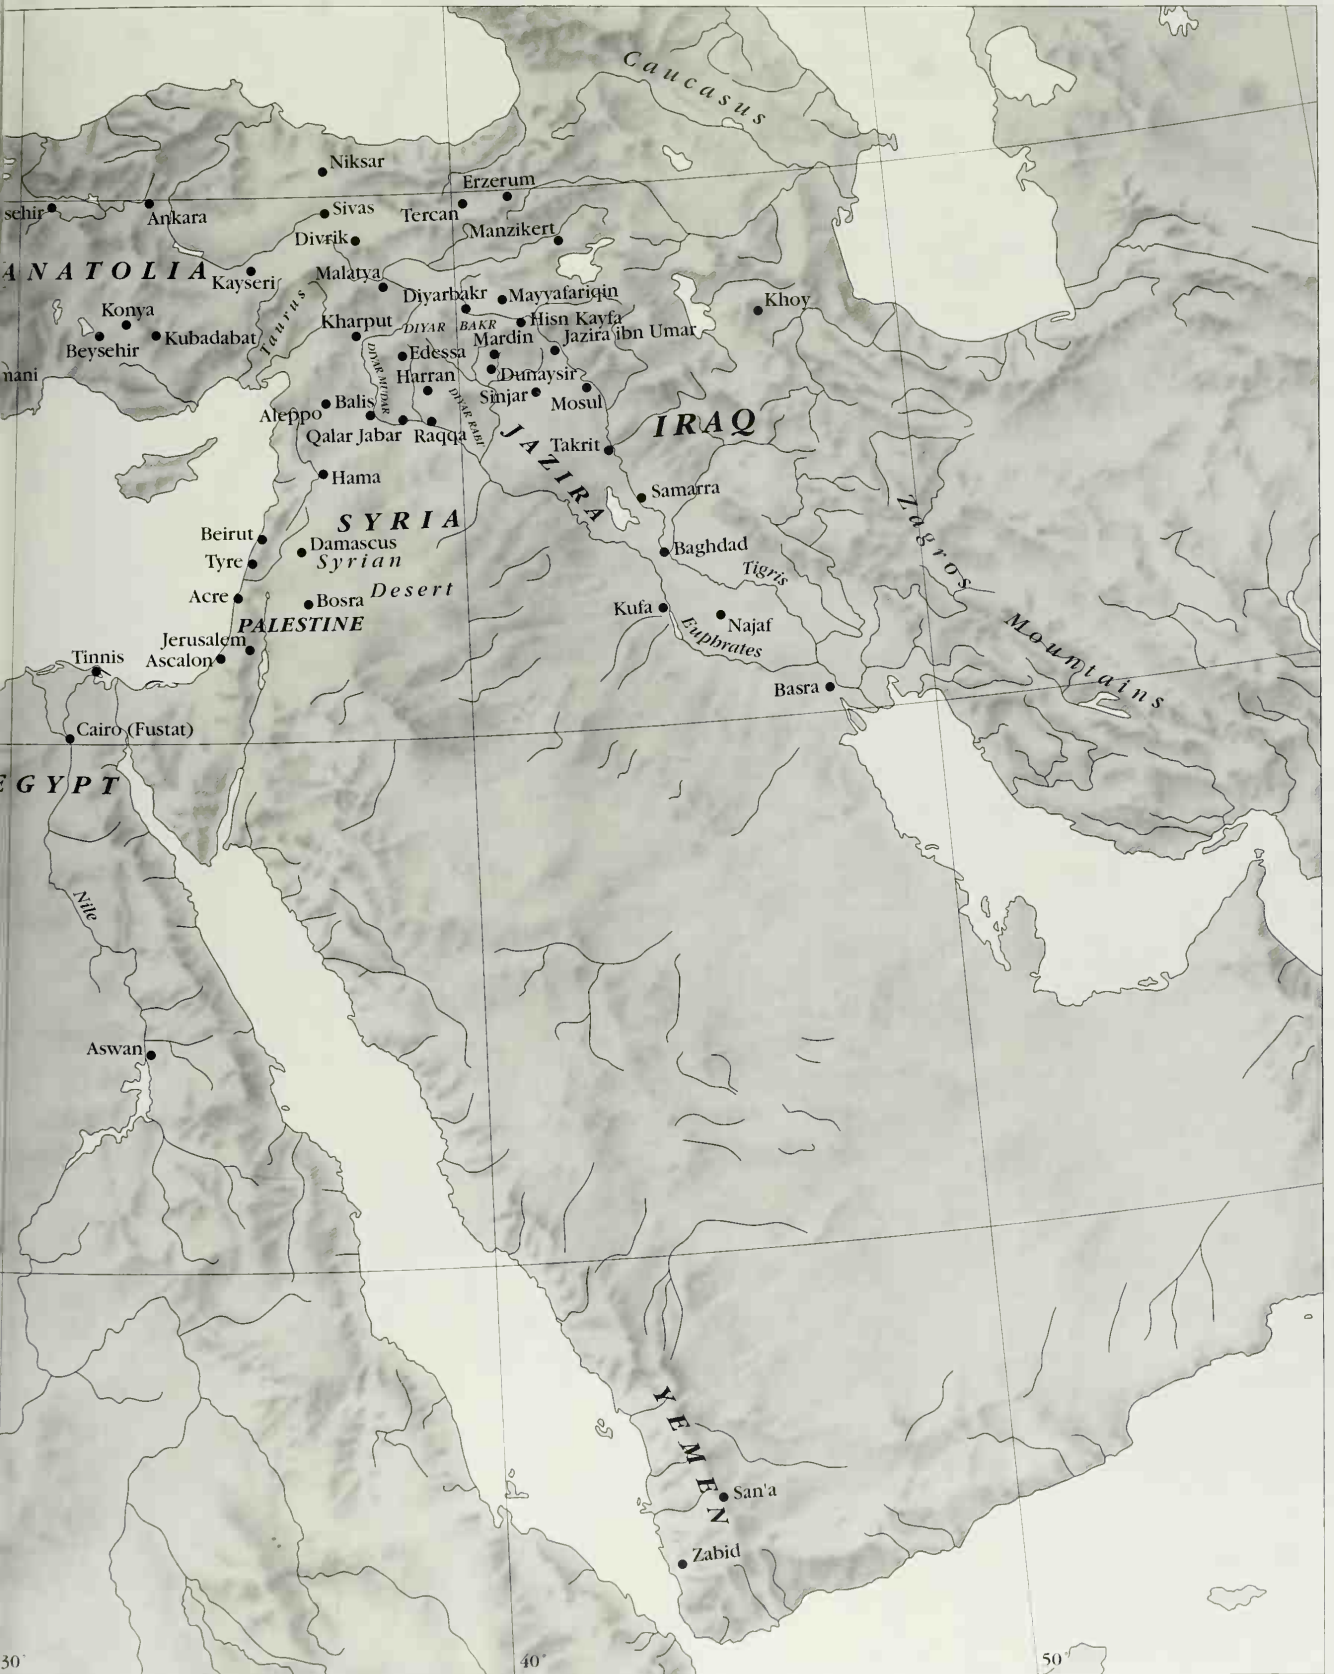 Caucasus
Niksar
Erzerum
sehir
Ankara
Sivas
Tercan
Divrik
Manzikert
ANATOLIA
Kayseri
Malatya
Diyarbakr
Mayyafariqin
Khoy
Konya
Taurus
Kharput
DIYAR BAKR
Hisn Kayfa
Kubadabat
Mardin
Jazira ibn Umar
Beysehir
DIYAR MUDAR
Edessa
mani
Harran
Dunaysir
DIYAR RABI
Sinjar
Mosul
Balis
Aleppo
Qalar Jabar
Raqqa
IRAQ
JAZIRA
Takrit
Hama
Samarra
Zagros
Mountains
SYRIA
Beirut
Damascus
Baghdad
Tyre
Syrian
Desert
Tigris
Acre
Bosra
Kufa
Najaf
PALESTINE
Euphrates
Jerusalem
Tinnis
Ascalon
Basra
Cairo (Fustat)
EGYPT
Nile
Aswan
YEMEN
San'a
Zabid
30°
40°
50°